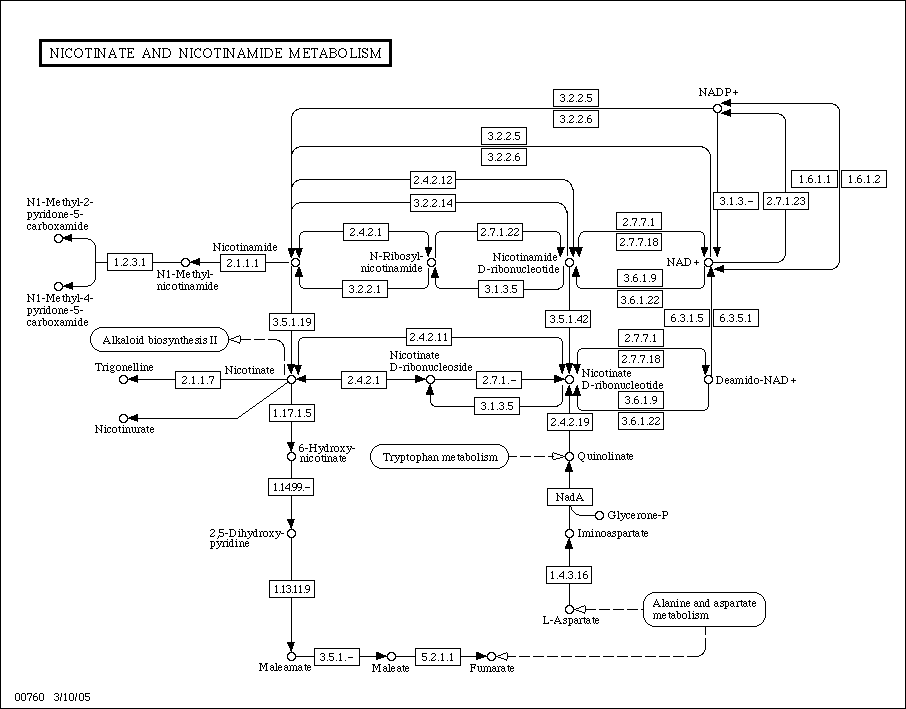 NICOTINATE AND NICOTINAMIDE METABOLISM
NADP+
3.2.2.5
3.2.2.6
3.2.2.5
3.2.2.6
2.4.2.12
1.6.1.1
1.6.1.2
3.2.2.14
3.1.3.-
2.7.1.23
N1-Methyl-2-
pyridone-5-
carboxamide
2.4.2.1
2.7.1.22
2.7.7.1
2.7.7.18
1.2.3.1
N1-Methyl-
nicotinamide
2.1.1.1
Nicotinamide
N-Ribosyl-
nicotinamide
Nicotinamide
D-ribonucleotide
NAD+
3.2.2.1
3.1.3.5
3.6.1.9
3.6.1.22
N1-Methyl-4-
pyridone-5-
carboxamide
3.5.1.19
3.5.1.42
6.3.1.5
6.3.5.1
Alkaloid biosynthesis II
2.4.2.11
2.7.7.1
2.7.7.18
Trigonelline
2.1.1.7
Nicotinate
2.4.2.1
Nicotinate
D-ribonucleoside
2.7.1.-
Nicotinate
D-ribonucleotide
Deamido-NAD+
3.1.3.5
3.6.1.9
3.6.1.22
Nicotinurate
1.17.1.5
2.4.2.19
6-Hydroxy-
nicotinate
Tryptophan metabolism
Quinolinate
1.14.99.-
NadA
Glycerone-P
2,5-Dihydroxy-
pyridine
Iminoaspartate
1.13.11.9
1.4.3.16
L-Aspartate
Alanine and aspartate
metabolism
Maleamate
3.5.1.-
Maleate
5.2.1.1
Fumarate
00760 3/10/05